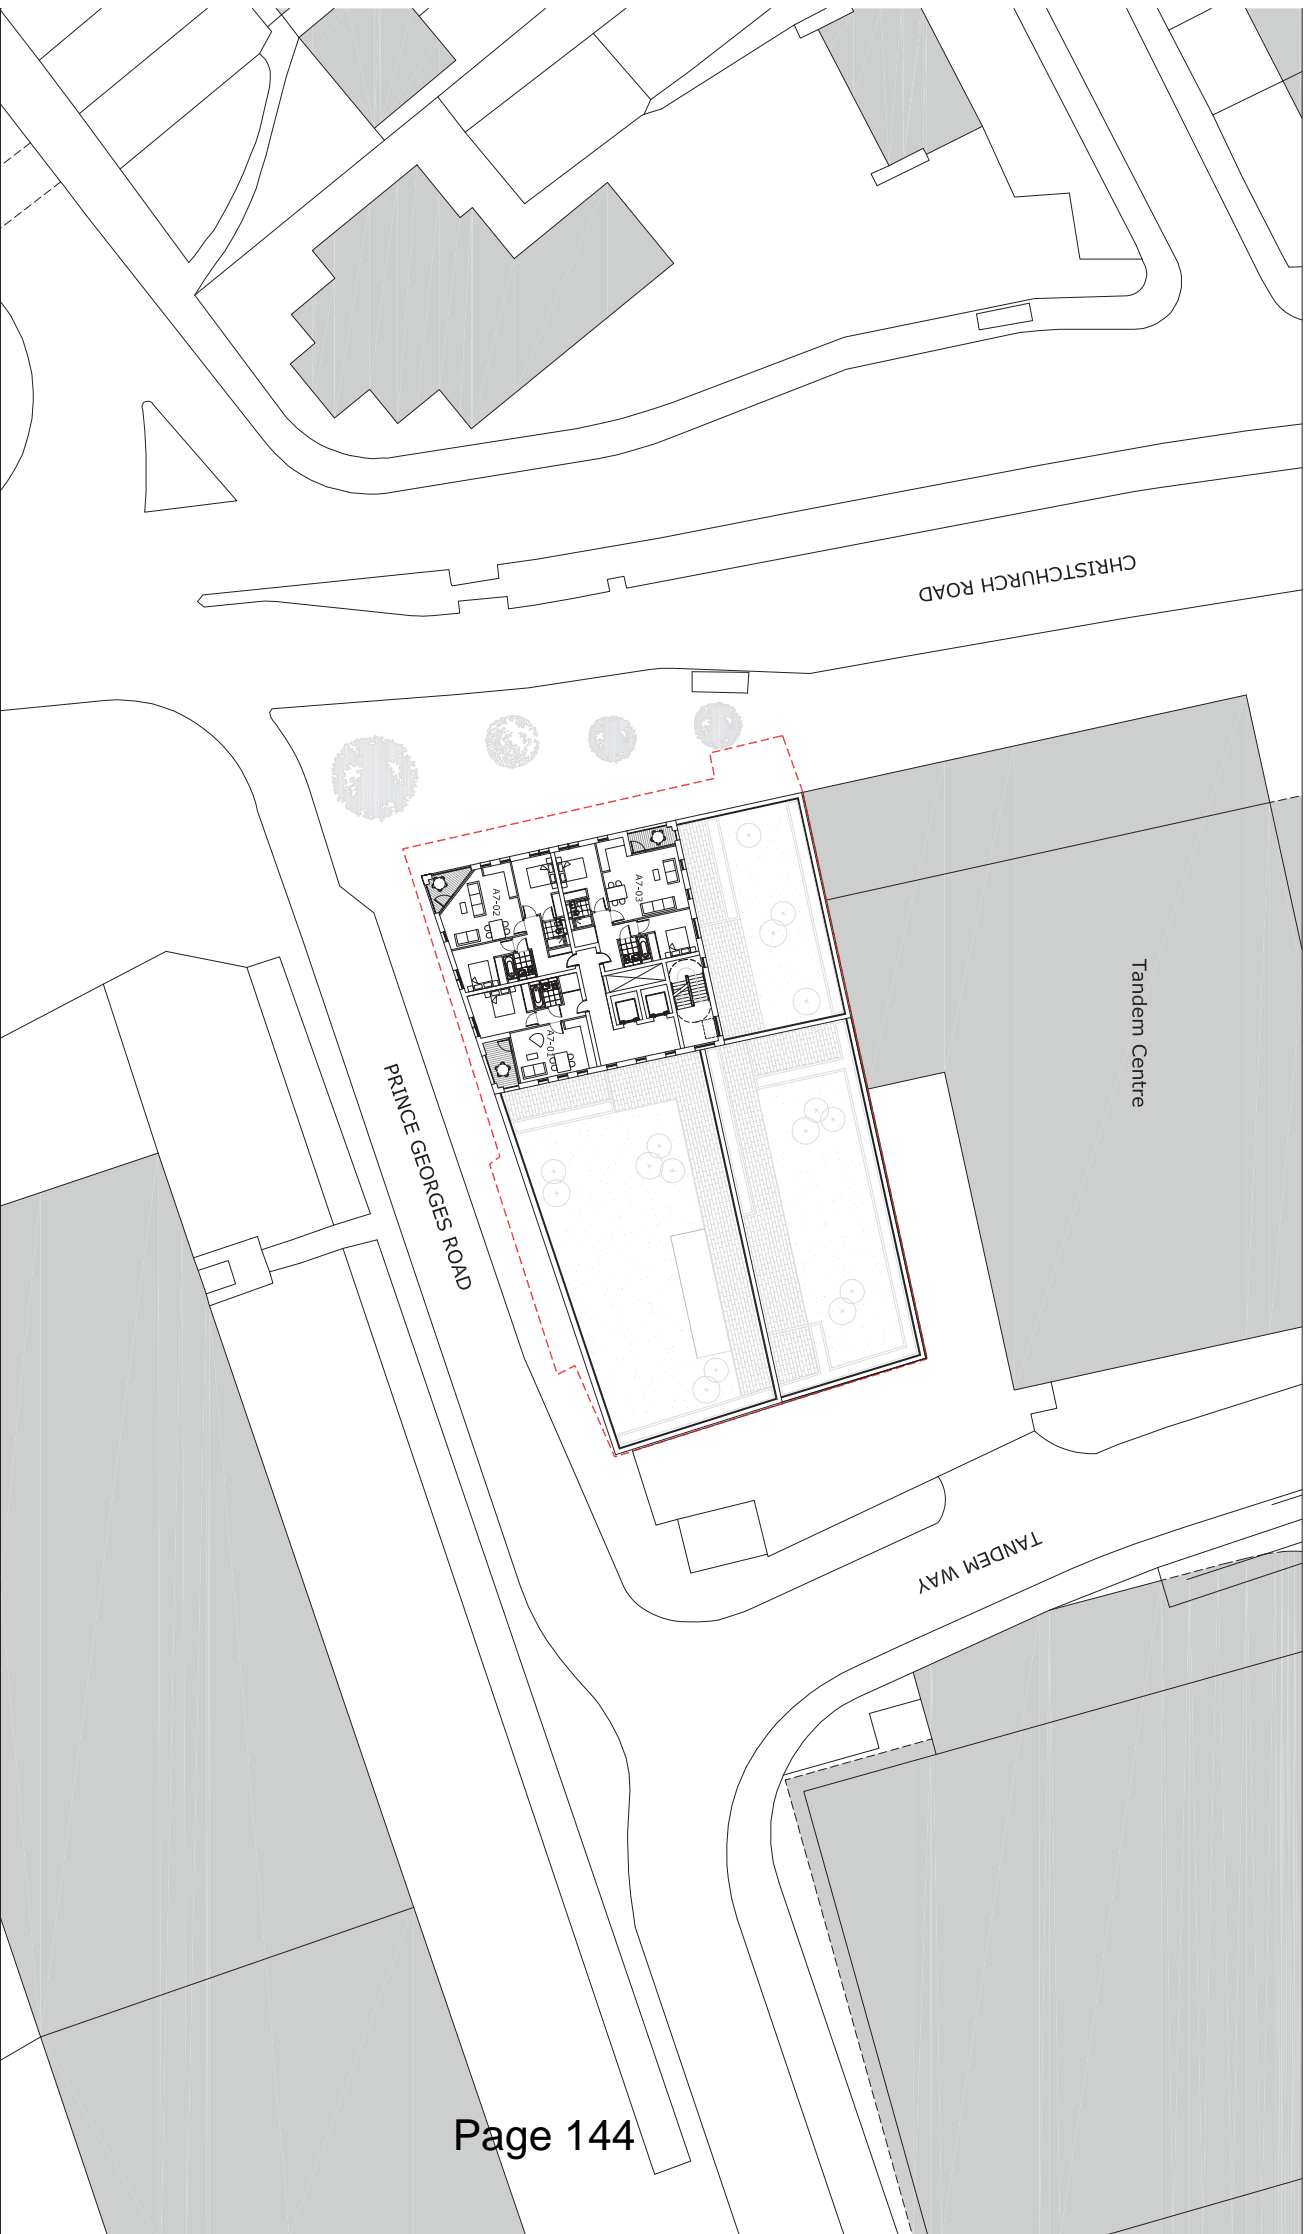 CHRISTCHURCH ROAD
A7-02
A7-03
A7-01
Tandem Centre
PRINCE GEORGES ROAD
TANDEM WAY
Page 144